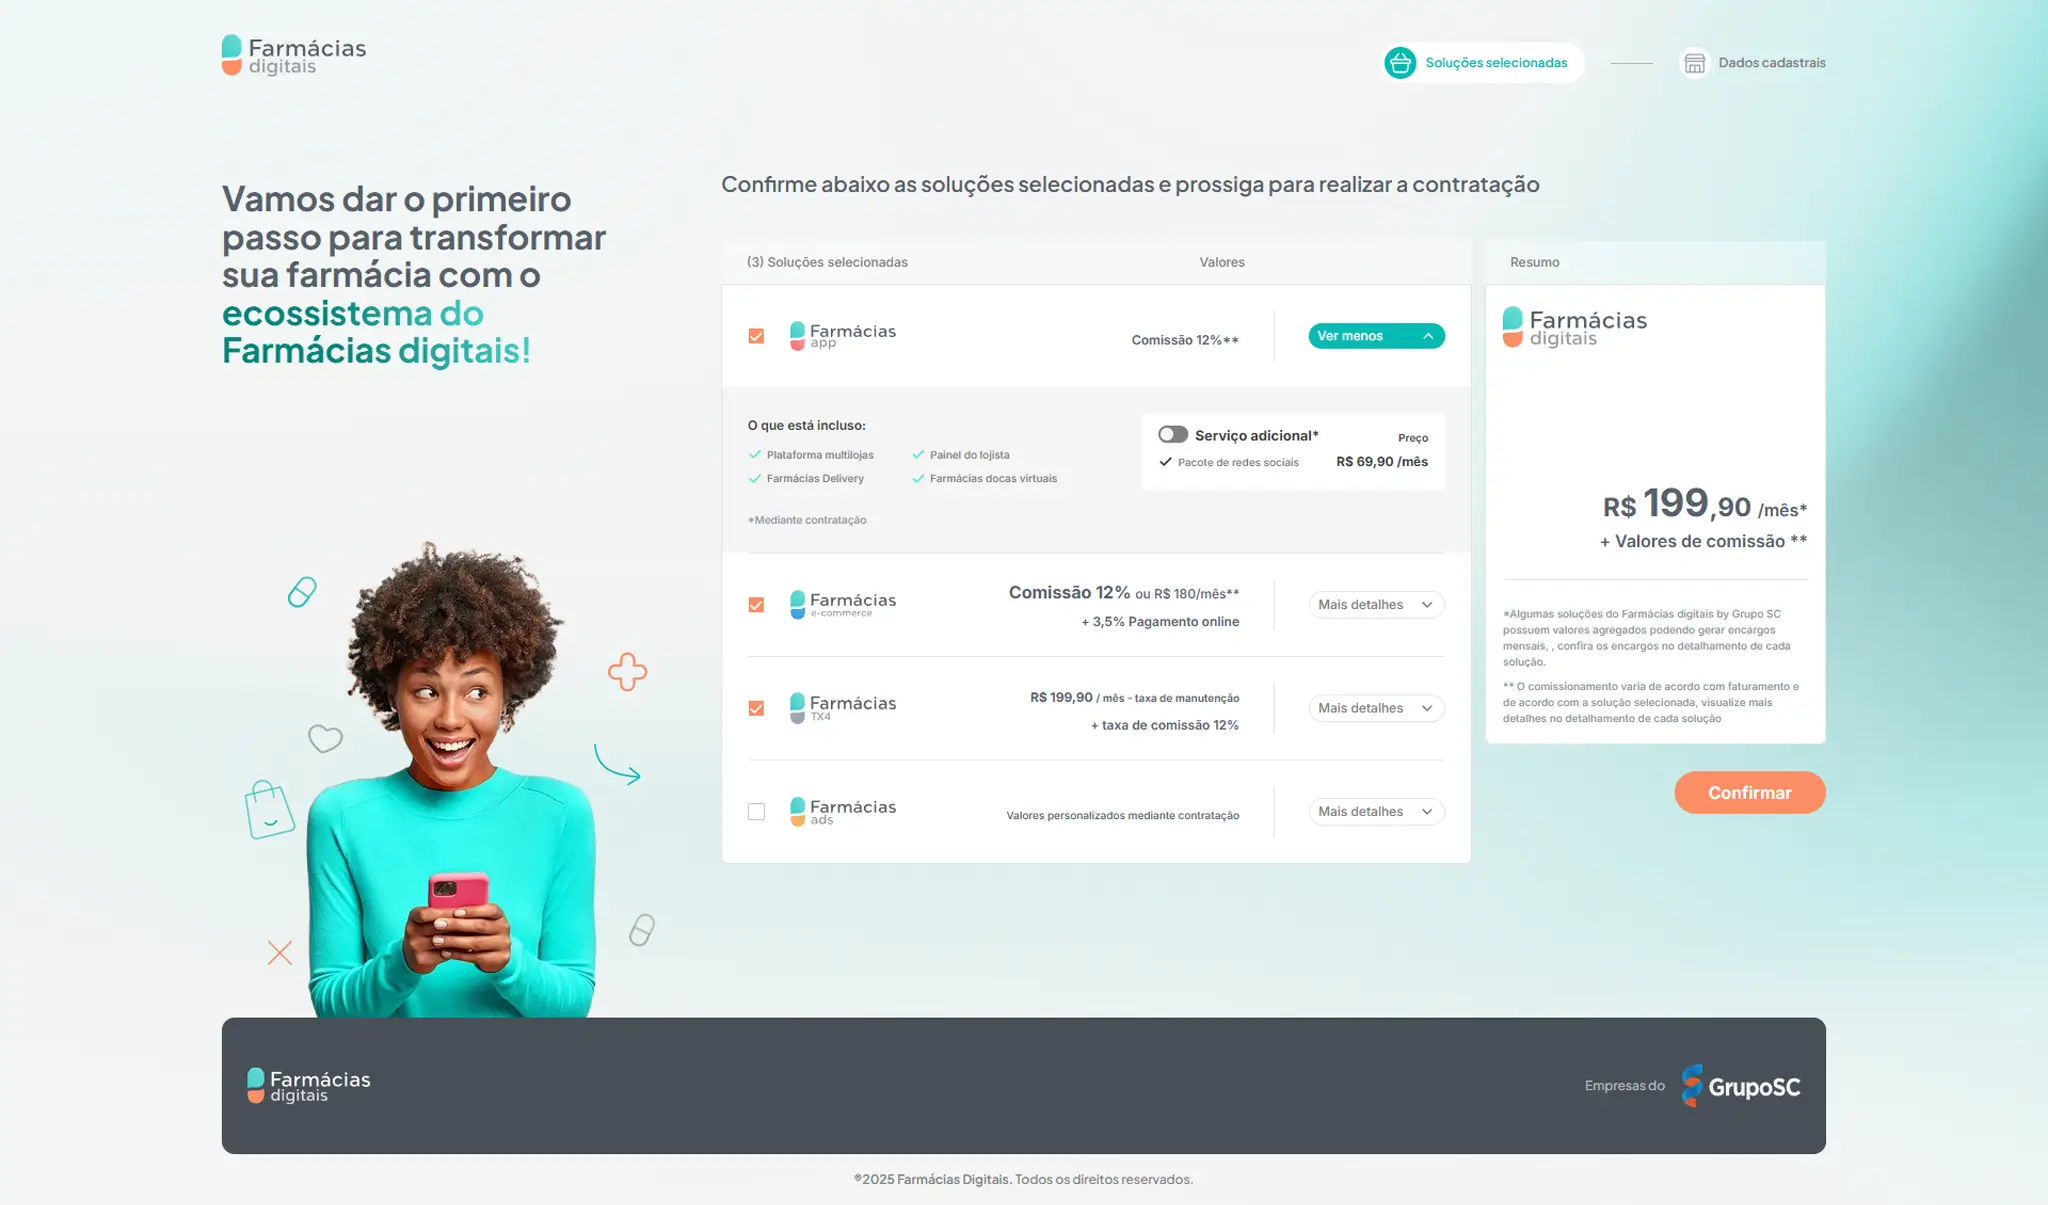 Farmácias
digitais
Soluções selecionadas
Dados cadastrais
Vamos dar o primeiro
passo para transformar
sua farmácia com o
ecossistema do
Farmácias digitais!
Confirme abaixo as soluções selecionadas e prossiga para realizar a contratação
(3) Soluções selecionadas
Valores
Farmácias
app
Comissão 12%**
Ver menos
O que está incluso:
Plataforma multilojas
Painel do lojista
Farmácias Delivery
Farmácias docas virtuais
*Mediante contratação
Serviço adicional*
Preço
Pacote de redes sociais
R$ 69,90 /mês
Farmácias
e-commerce
Comissão 12% ou R$ 180/mês**
+ 3,5% Pagamento online
Mais detalhes
Farmácias
TX4
R$ 199,90 / mês - taxa de manutenção
+ taxa de comissão 12%
Mais detalhes
Farmácias
ads
Valores personalizados mediante contratação
Mais detalhes
Resumo
Farmácias
digitais
R$ 199,90 /mês*
+ Valores de comissão **
*Algumas soluções do Farmácias digitais by Grupo SC
possuem valores agregados podendo gerar encargos
mensais, , confira os encargos no detalhamento de cada
solução.
** O comissionamento varia de acordo com faturamento e
de acordo com a solução selecionada, visualize mais
detalhes no detalhamento de cada solução
Confirmar
Farmácias
digitais
Empresas do
GrupoSC
®2025 Farmácias Digitais. Todos os direitos reservados.